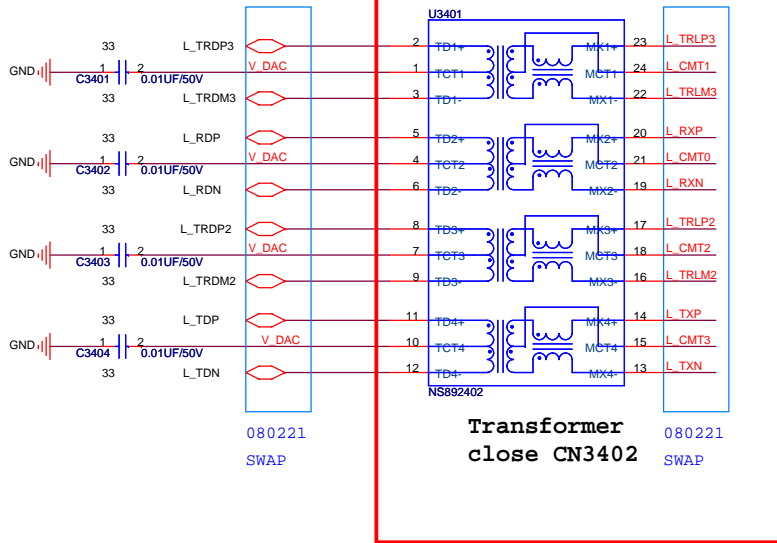 U3401
33 L_TRDP3 2 TD1+ MX1+ 23 L_TRLP3
GND 1 2 V_DAC 1 TCT1 MCT1 24 L_CMT1
C3401 0.01UF/50V
33 L_TRDM3 3 TD1- MX1- 22 L_TRLM3
33 L_RDP 5 TD2+ MX2+ 20 L_RXP
GND 1 2 V_DAC 4 TCT2 MCT2 21 L_CMT0
C3402 0.01UF/50V
33 L_RDN 6 TD2- MX2- 19 L_RXN
33 L_TRDP2 8 TD3+ MX3+ 17 L_TRLP2
GND 1 2 V_DAC 7 TCT3 MCT3 18 L_CMT2
C3403 0.01UF/50V
33 L_TRDM2 9 TD3- MX3- 16 L_TRLM2
33 L_TDP 11 TD4+ MX4+ 14 L_TXP
GND 1 2 V_DAC 10 TCT4 MCT4 15 L_CMT3
C3404 0.01UF/50V
33 L_TDN 12 TD4- MX4- 13 L_TXN
NS892402
Transformer
close CN3402
080221
SWAP
080221
SWAP